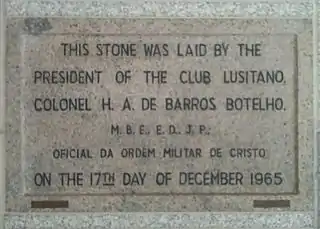 THIS STONE WAS LAID BY THE
PRESIDENT OF THE CLUB LUSITANO,
COLONEL H. A. DE BARROS BOTELHO,
M. B. E., E. D., J. P.,
OFICIAL DA ORDEM MILITAR DE CRISTO
ON THE 17TH DAY OF DECEMBER 1965